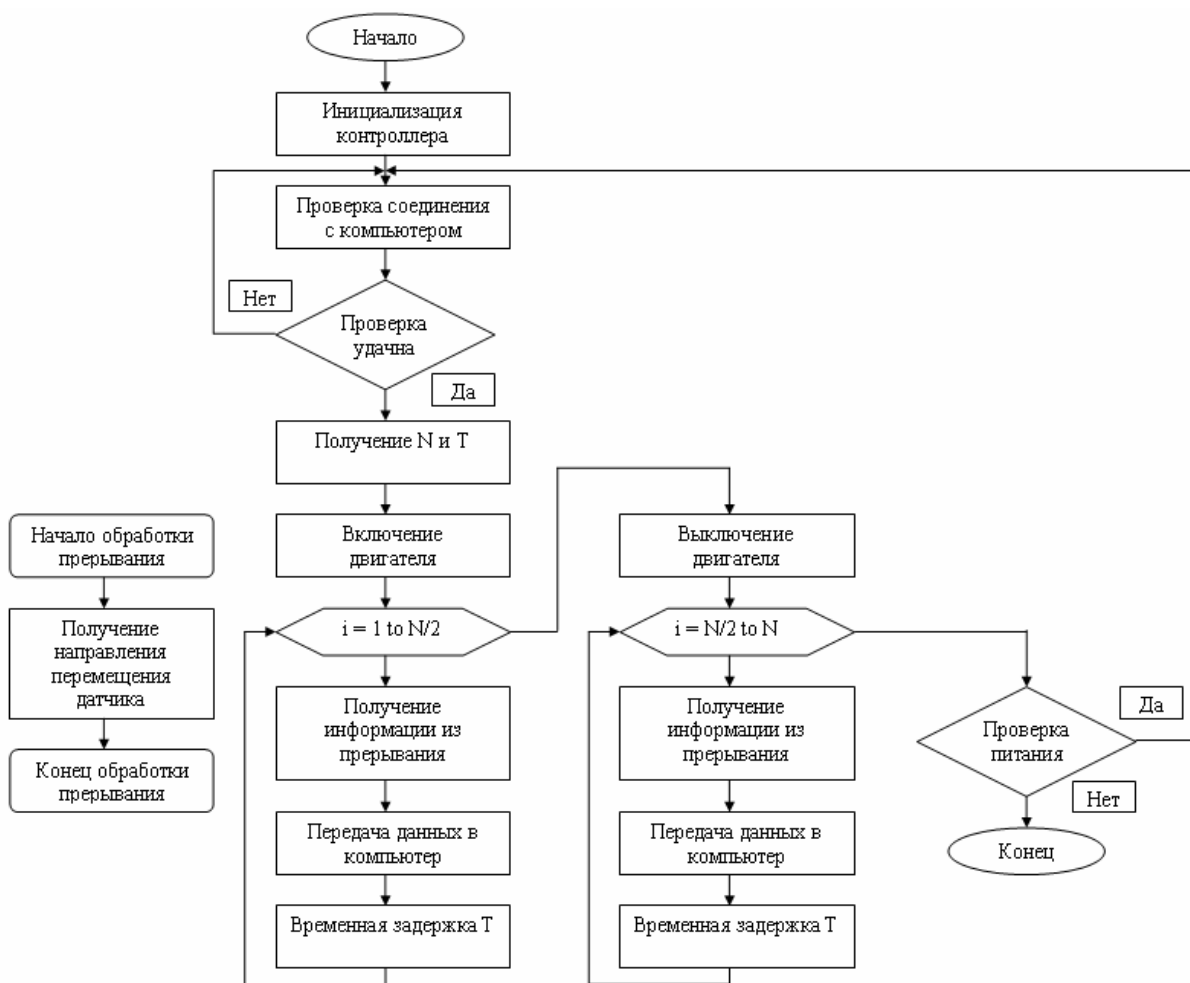 Начало
Инициализация
контроллера
Проверка соединения
с компьютером
Нет
Проверка
удачна
Да
Получение N и T
Включение
двигателя
i = 1 to N/2
Получение
информации из
прерывания
Передача данных в
компьютер
Временная задержка T
Начало обработки
прерывания
Получение
направления
перемещения
датчика
Конец обработки
прерывания
Выключение
двигателя
i = N/2 to N
Получение
информации из
прерывания
Передача данных в
компьютер
Временная задержка T
Проверка
питания
Да
Нет
Конец